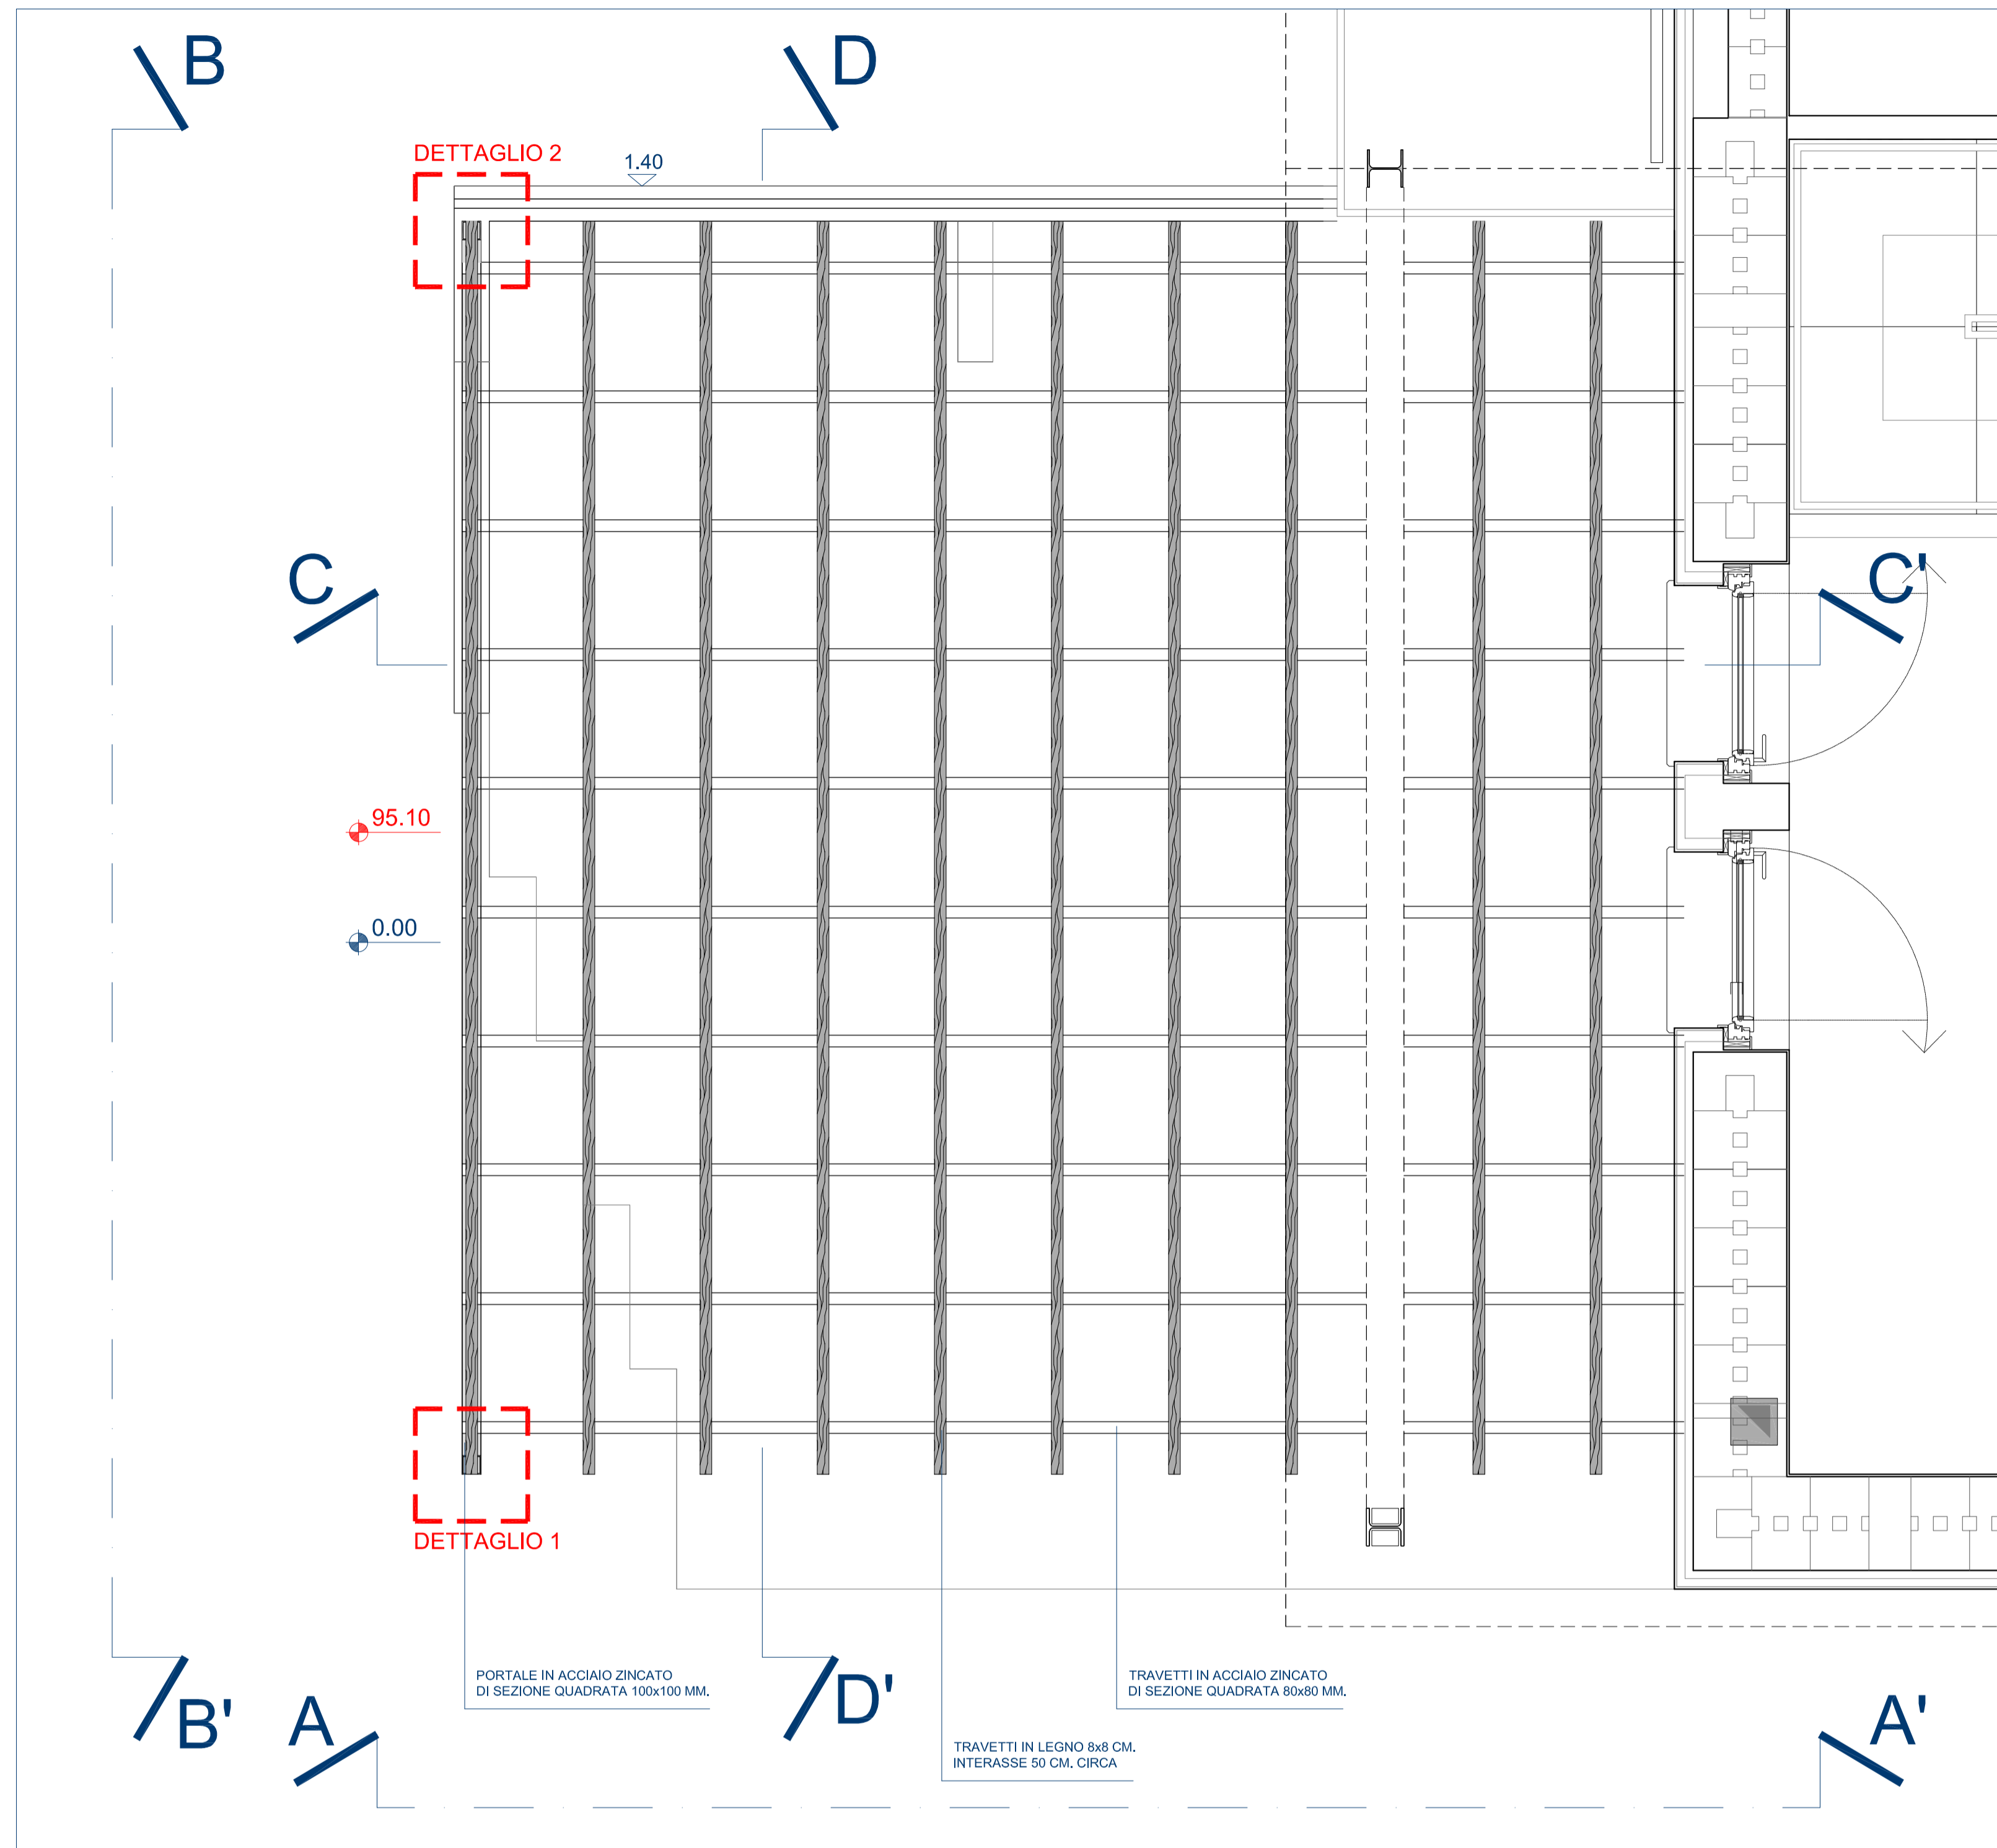 B
D
DETTAGLIO 2
1.40
C
C'
95.10
0.00
DETTAGLIO 1
PORTALE IN ACCIAIO ZINCATO
DI SEZIONE QUADRATA 100x100 MM.
TRAVETTI IN ACCIAIO ZINCATO
DI SEZIONE QUADRATA 80x80 MM.
B'
A
D'
A'
TRAVETTI IN LEGNO 8x8 CM.
INTERASSE 50 CM. CIRCA